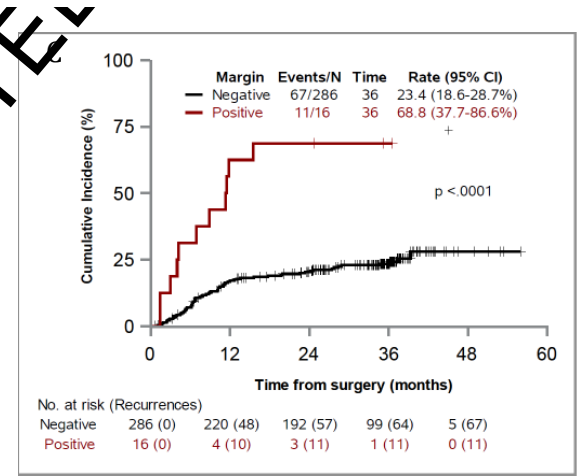 C
100
75
50
25
0
Cumulative Incidence (%)
Margin Events/N Time Rate (95% CI)
Negative 67/286 36 23.4 (18.6-28.7%)
Positive 11/16 36 68.8 (37.7-86.6%)
p <.0001
0 12 24 36 48 60
Time from surgery (months)
No. at risk (Recurrences)
Negative 286 (0) 220 (48) 192 (57) 99 (64) 5 (67)
Positive 16 (0) 4 (10) 3 (11) 1 (11) 0 (11)